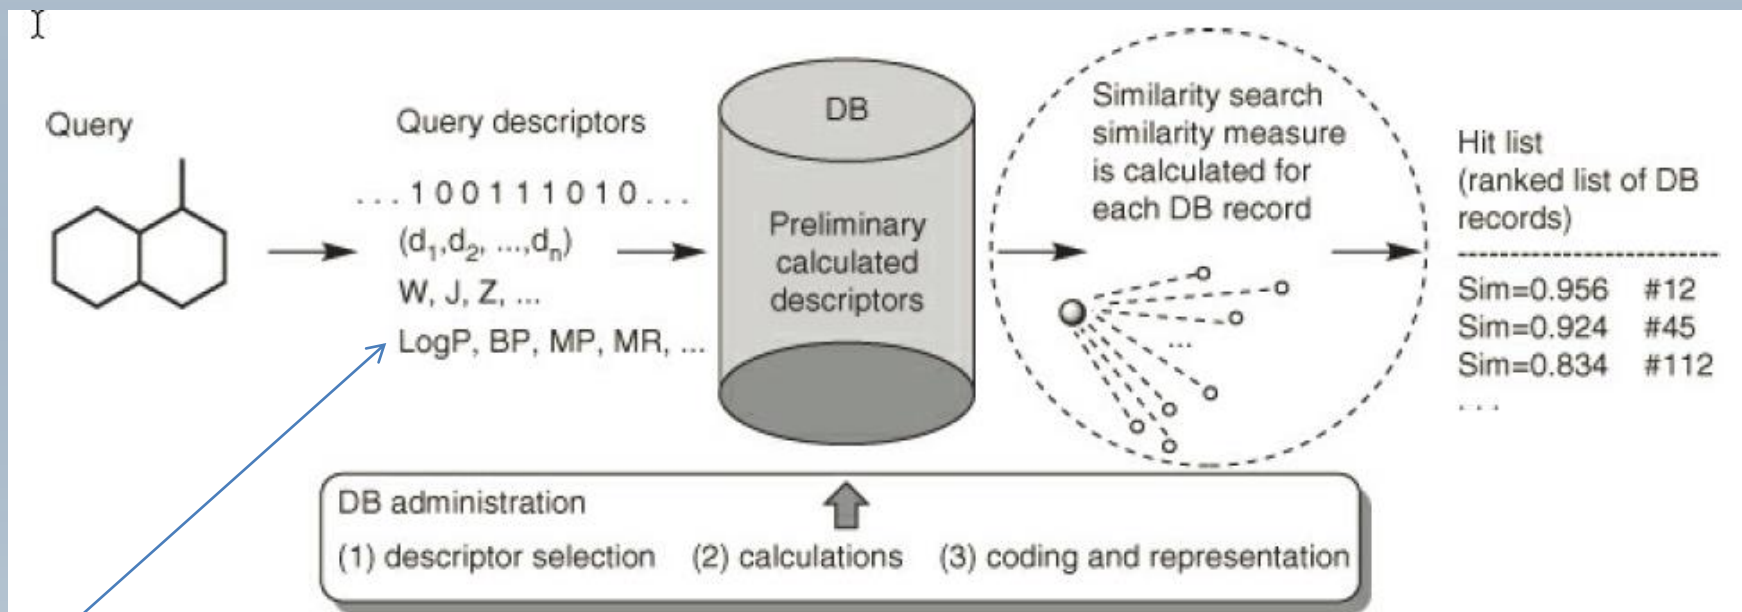 Query
Query descriptors
...100111010...
(d₁,d₂, ...,dₙ)
W, J, Z, ...
LogP, BP, MP, MR, ...
DB
Preliminary
calculated
descriptors
Similarity search
similarity measure
is calculated for
each DB record
...
Hit list
(ranked list of DB
records)
Sim=0.956 #12
Sim=0.924 #45
Sim=0.834 #112
...
DB administration
(1) descriptor selection (2) calculations (3) coding and representation